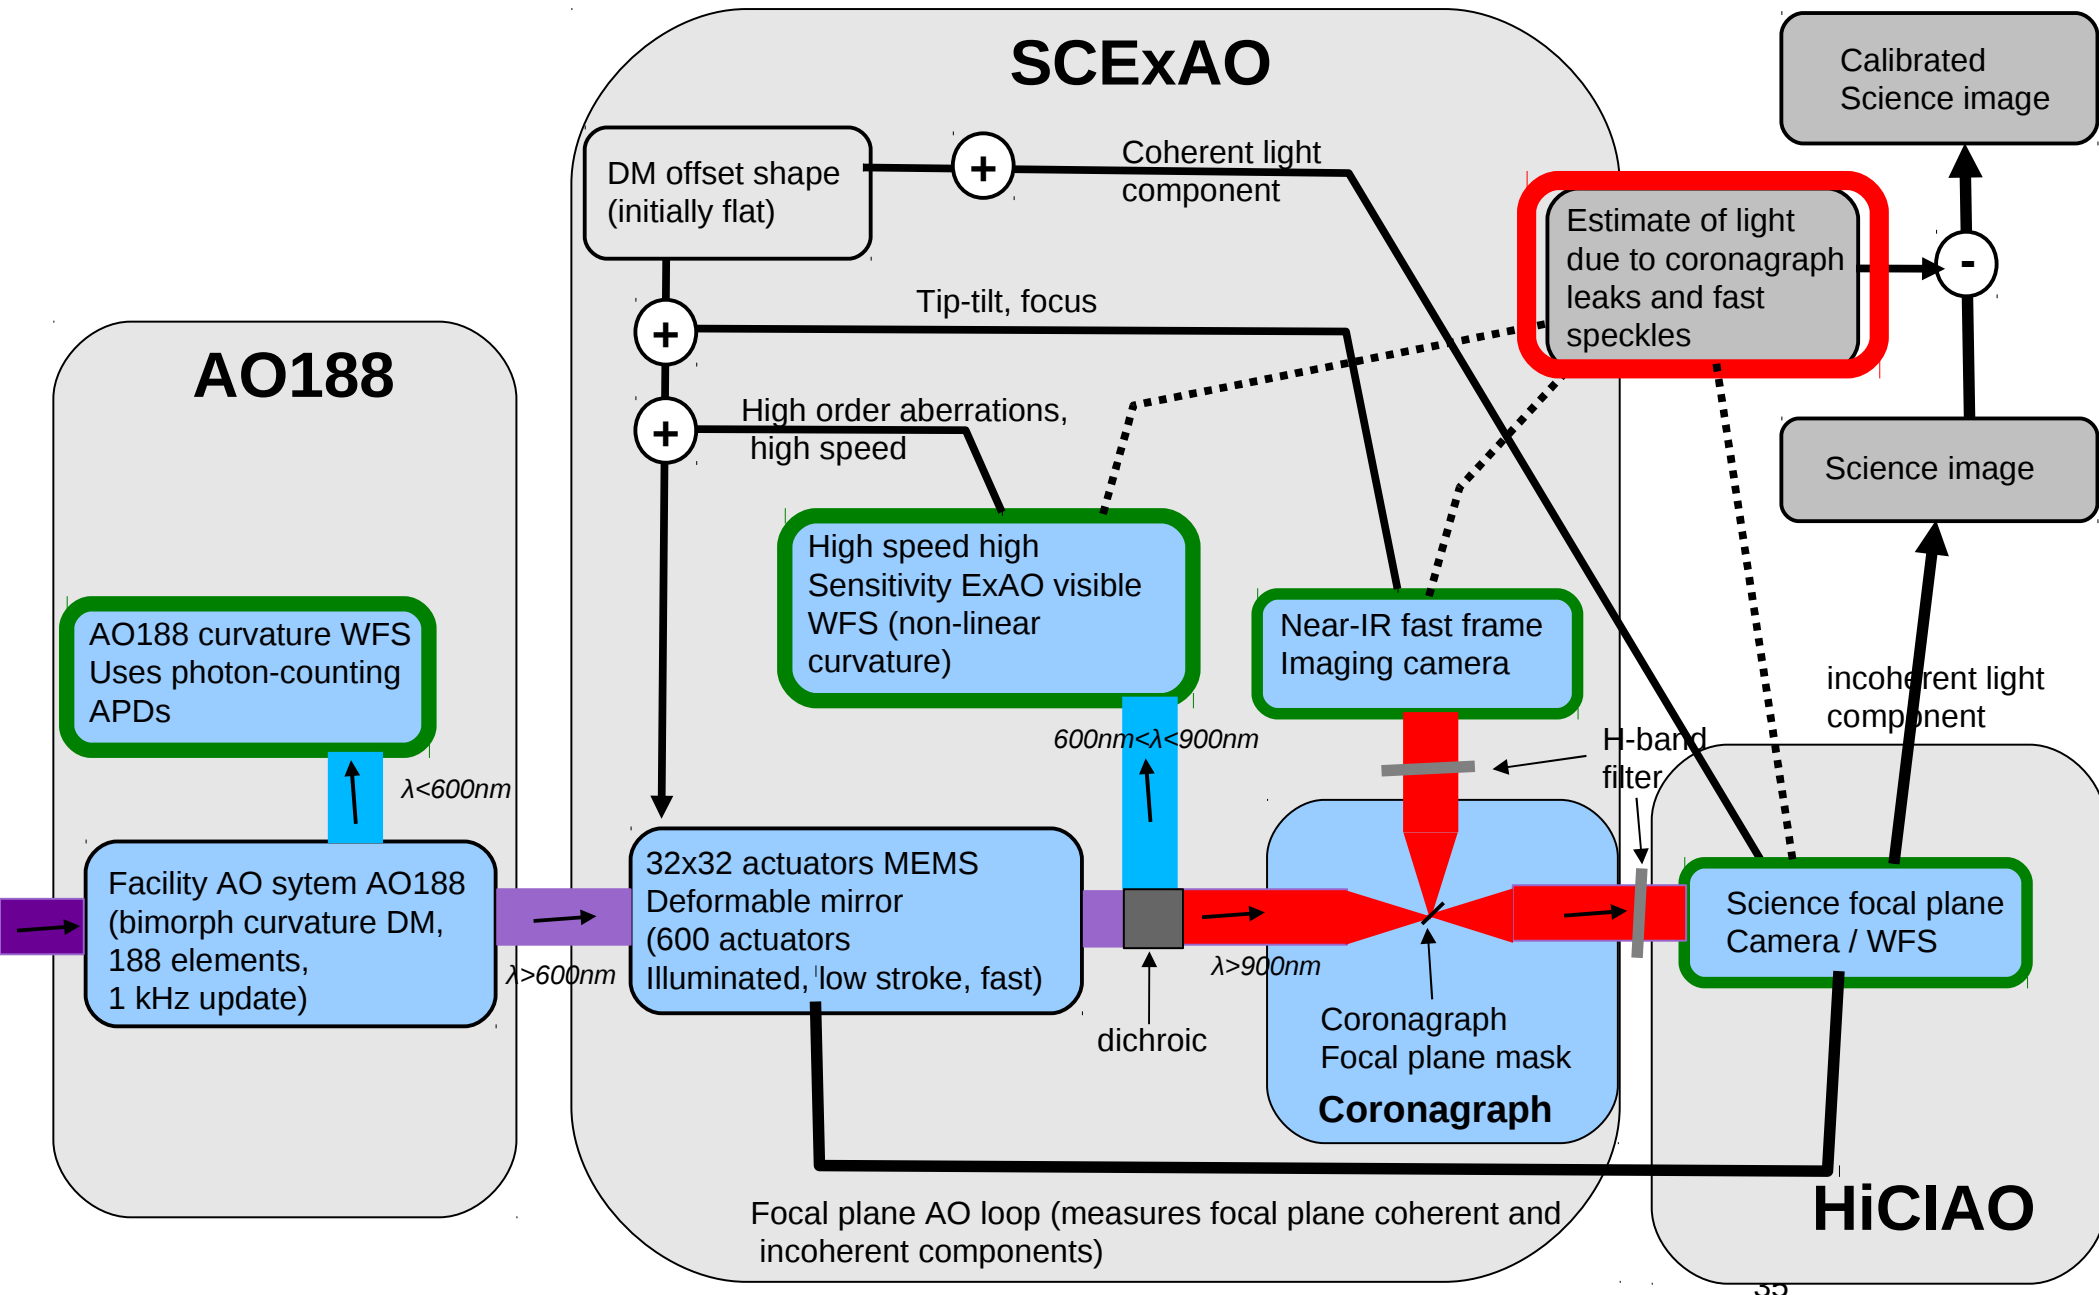 SCExAO
Calibrated
Science image
DM offset shape
(initially flat)
+
Coherent light
component
Estimate of light
due to coronagraph
leaks and fast
speckles
-
Tip-tilt, focus
+
AO188
High order aberrations,
high speed
+
Science image
High speed high
Sensitivity ExAO visible
WFS (non-linear
curvature)
AO188 curvature WFS
Uses photon-counting
APDs
Near-IR fast frame
Imaging camera
incoherent light
component
600nm<λ<900nm
H-band
filter
λ<600nm
Facility AO sytem AO188
(bimorph curvature DM,
188 elements,
1 kHz update)
λ>600nm
32x32 actuators MEMS
Deformable mirror
(600 actuators
Illuminated, low stroke, fast)
λ>900nm
dichroic
Coronagraph
Focal plane mask
Coronagraph
Science focal plane
Camera / WFS
HiCIAO
Focal plane AO loop (measures focal plane coherent and
incoherent components)
35